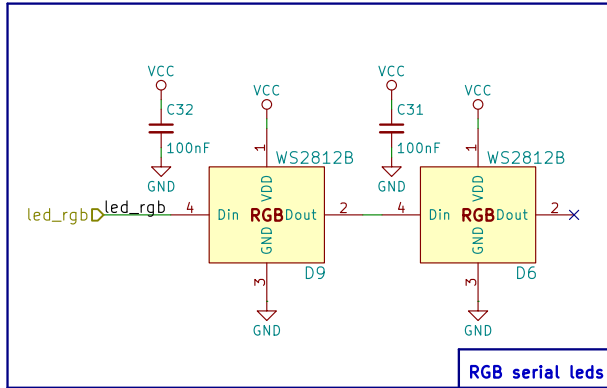 VCC
VCC
VCC
VCC
C32
C31
100nF
100nF
GND
GND
1
1
WS2812B
WS2812B
led_rgb
led_rgb
4
Din
VDD
RGB
GND
Dout
2
4
Din
VDD
RGB
GND
Dout
2
3
D9
3
D6
GND
GND
RGB serial leds